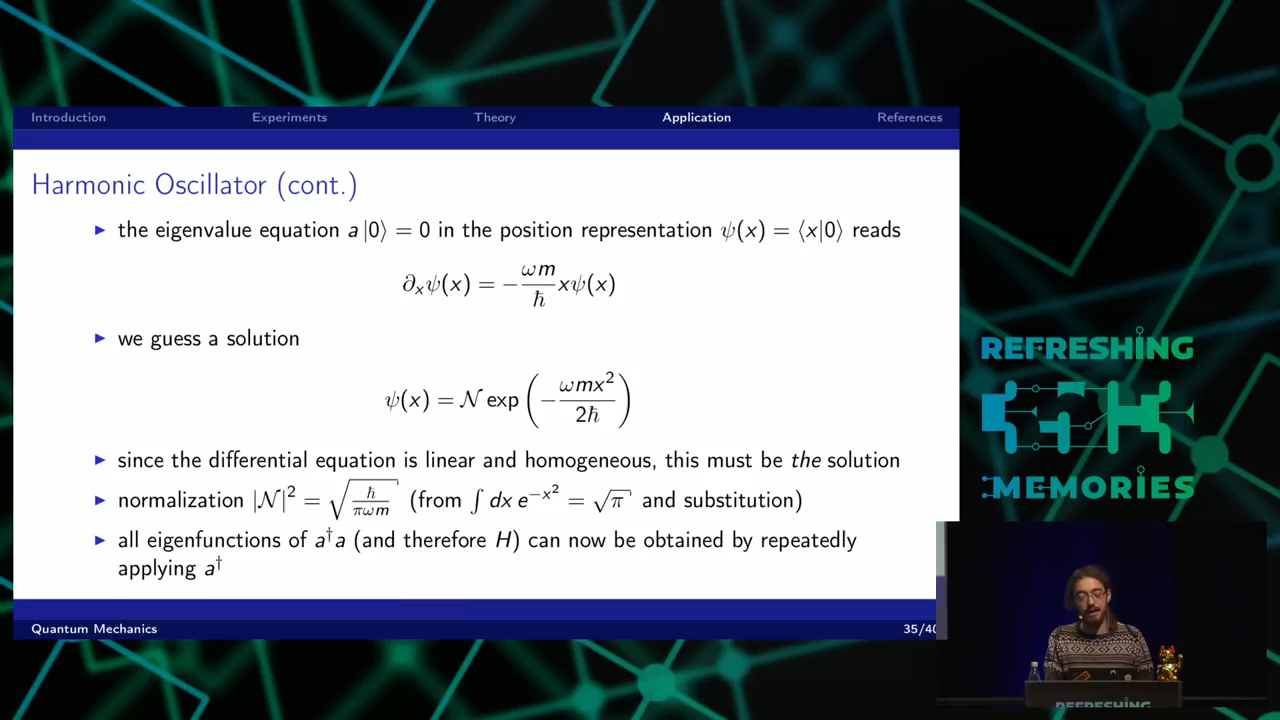 Introduction Experiments Theory Application References
Harmonic Oscillator (cont.)
▶ the eigenvalue equation a |0⟩ = 0 in the position representation ψ(x) = ⟨x|0⟩ reads
∂ₓψ(x) = −(ωm/ħ)xψ(x)
▶ we guess a solution
ψ(x) = 𝒩 exp(−ωmx²/2ħ)
▶ since the differential equation is linear and homogeneous, this must be the solution
▶ normalization |𝒩|² = √(ħ/πωm) (from ∫ dx e^{−x²} = √π and substitution)
▶ all eigenfunctions of a†a (and therefore H) can now be obtained by repeatedly
applying a†
Quantum Mechanics 35/40
REFRESHING
MEMORIES
REFRESHING